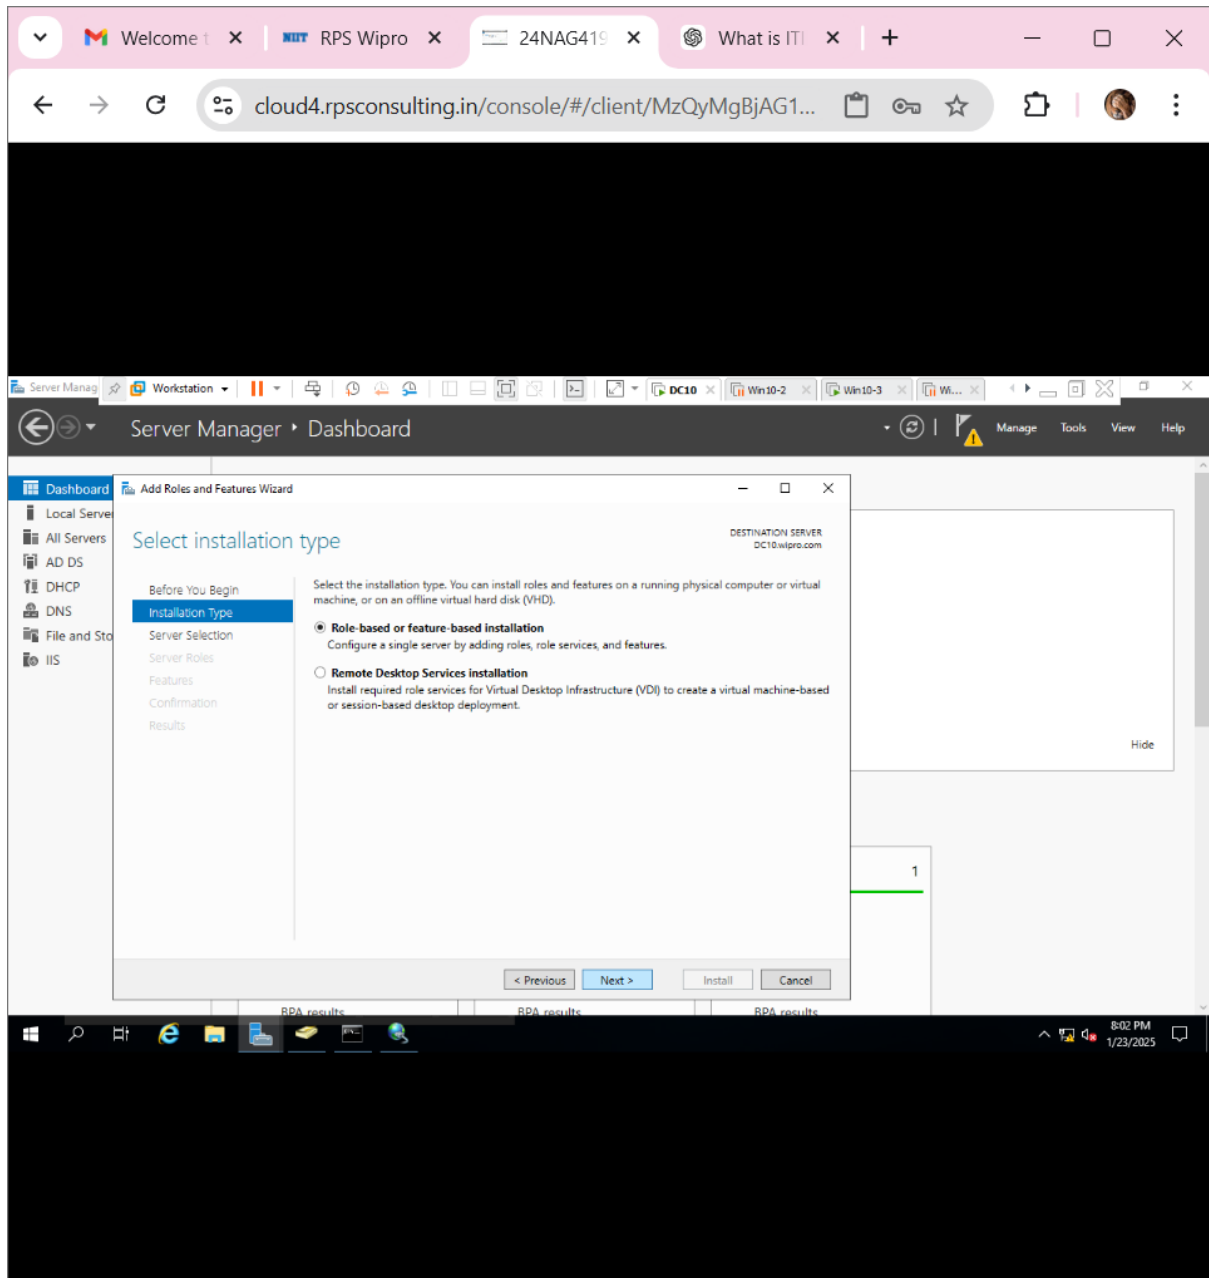 Welcome t
NIIT RPS Wipro
24NAG419
What is ITI
cloud4.rpsconsulting.in/console/#/client/MzQyMgBjAG1...
Server Manag
Workstation
DC10
Win10-2
Win10-3
Wi...
Server Manager • Dashboard
Manage
Tools
View
Help
Dashboard
Local Serve
All Servers
AD DS
DHCP
DNS
File and Sto
IIS
Add Roles and Features Wizard
Select installation type
DESTINATION SERVER
DC10.wipro.com
Before You Begin
Installation Type
Server Selection
Server Roles
Features
Confirmation
Results
Select the installation type. You can install roles and features on a running physical computer or virtual
machine, or on an offline virtual hard disk (VHD).
Role-based or feature-based installation
Configure a single server by adding roles, role services, and features.
Remote Desktop Services installation
Install required role services for Virtual Desktop Infrastructure (VDI) to create a virtual machine-based
or session-based desktop deployment.
Hide
1
< Previous
Next >
Install
Cancel
BPA results
BPA results
BPA results
8:02 PM
1/23/2025